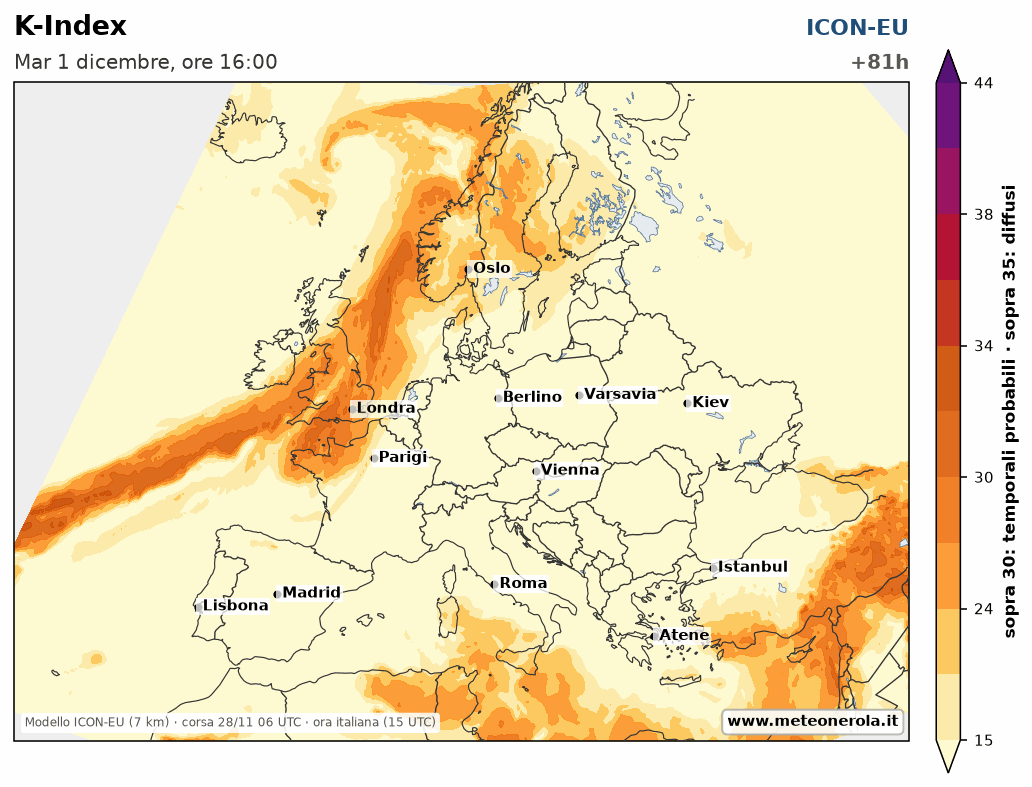 K-Index
ICON-EU
Mar 1 dicembre, ore 16:00
+81h
44
38
34
30
24
15
sopra 30: temporali probabili · sopra 35: diffusi
Oslo
Londra
Berlino
Varsavia
Kiev
Parigi
Vienna
Istanbul
Roma
Madrid
Lisbona
Atene
Modello ICON-EU (7 km) · corsa 28/11 06 UTC · ora italiana (15 UTC)
www.meteonerola.it